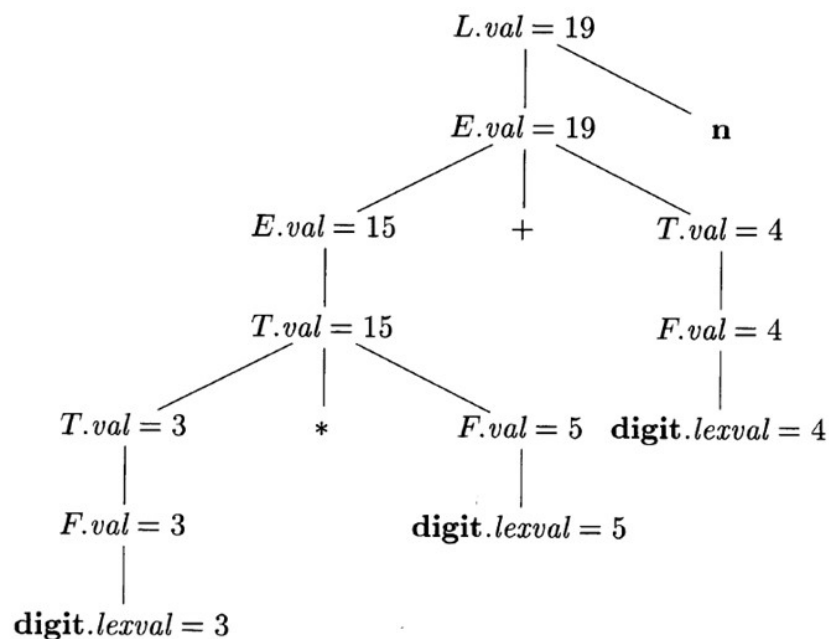 L.val = 19
E.val = 19 n
E.val = 15 + T.val = 4
T.val = 15 F.val = 4
T.val = 3 * F.val = 5 digit.lexval = 4
F.val = 3 digit.lexval = 5
digit.lexval = 3